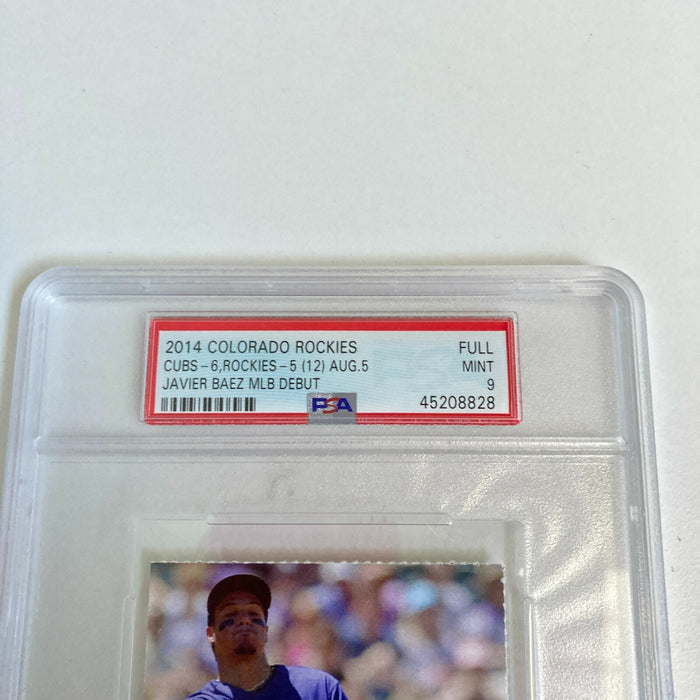 2014 COLORADO ROCKIES FULL
CUBS-6,ROCKIES-5 (12) AUG.5 MINT
JAVIER BAEZ MLB DEBUT 9
PSA 45208828